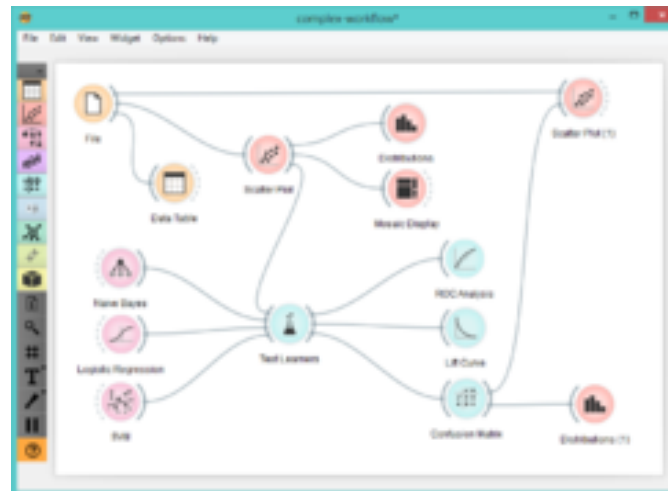 complex-workflow*
File Edit View Widget Options Help
File
Data Table
Scatter Plot
Distributions
Mosaic Display
Scatter Plot (1)
Naive Bayes
Logistic Regression
SVM
Test Learners
ROC Analysis
Lift Curve
Confusion Matrix
Distributions (1)